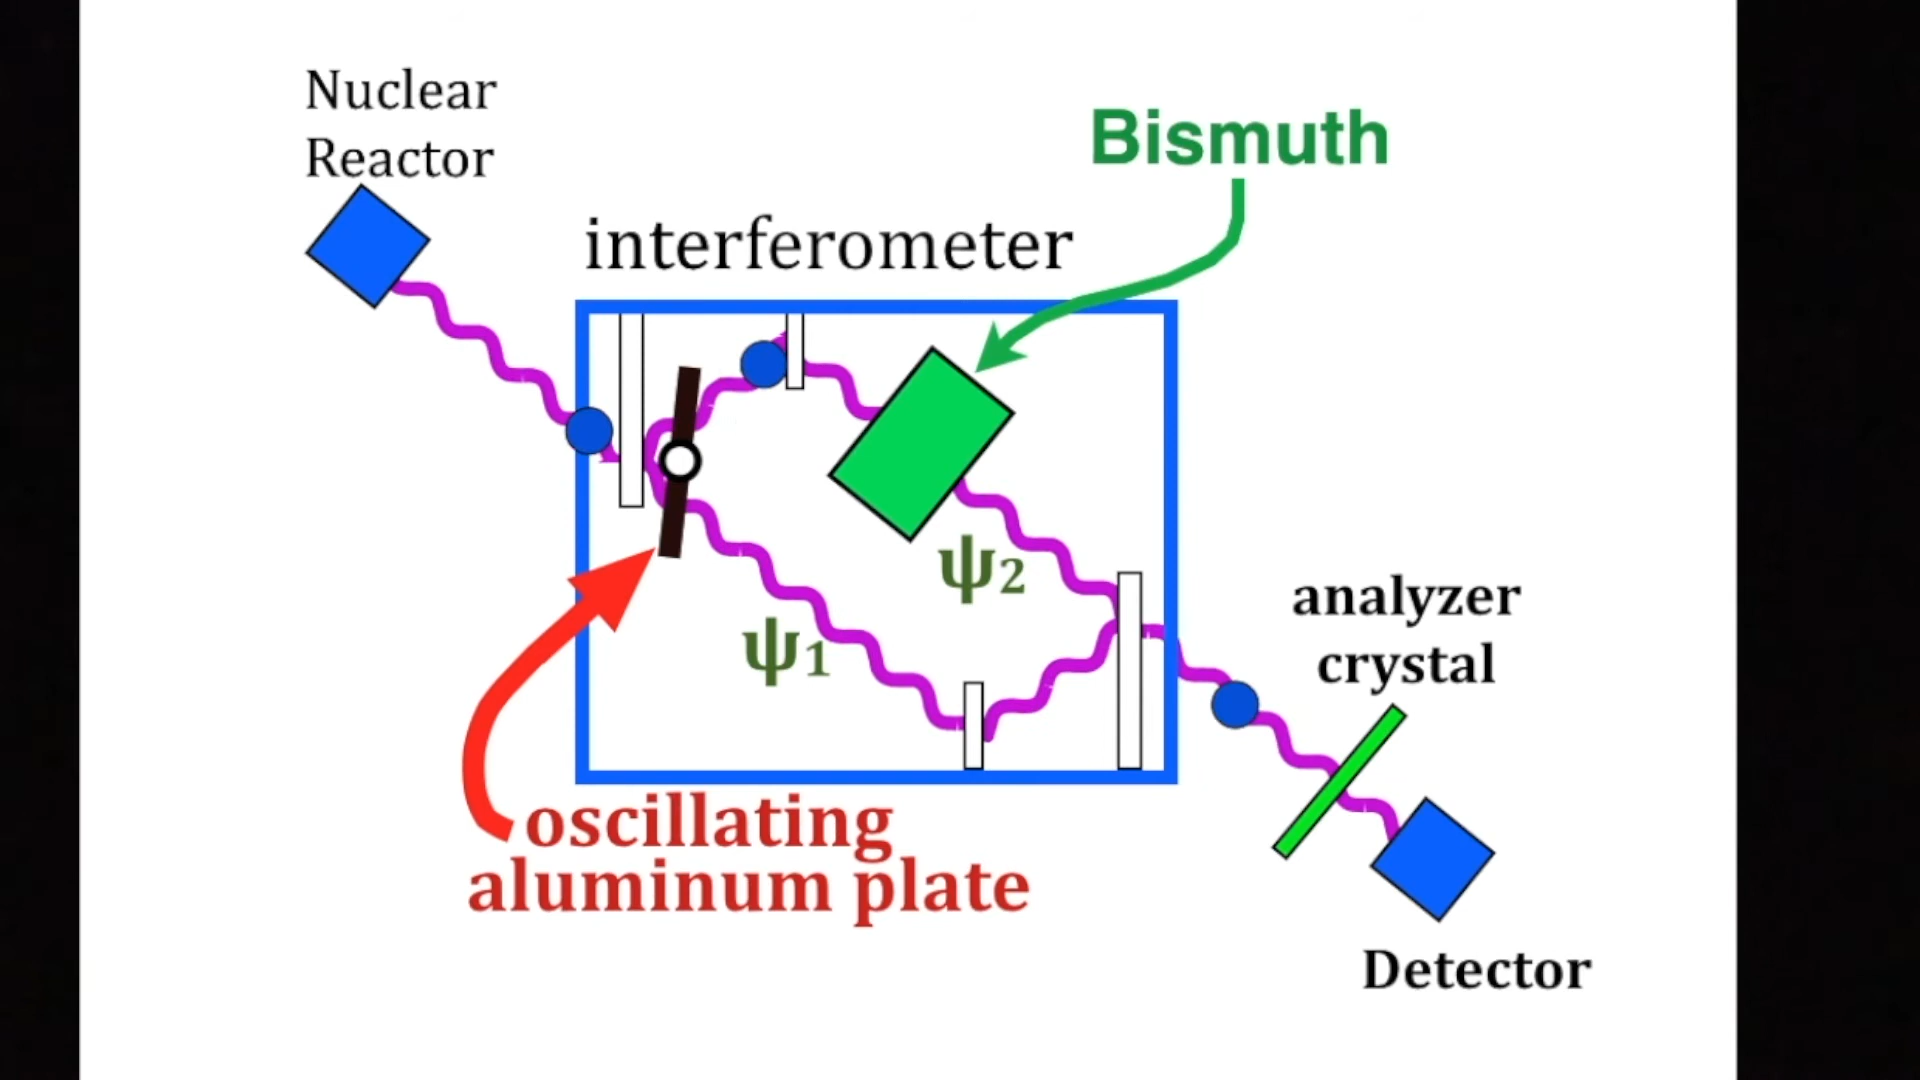 Nuclear
Reactor
Bismuth
interferometer
ψ2
ψ1
analyzer
crystal
oscillating
aluminum plate
Detector